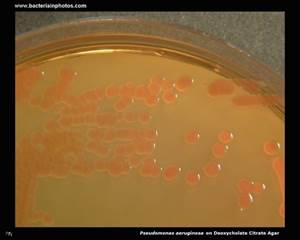 www.bacteriainphotos.com
Pseudomonas aeruginosa on Deoxycholate Citrate Agar